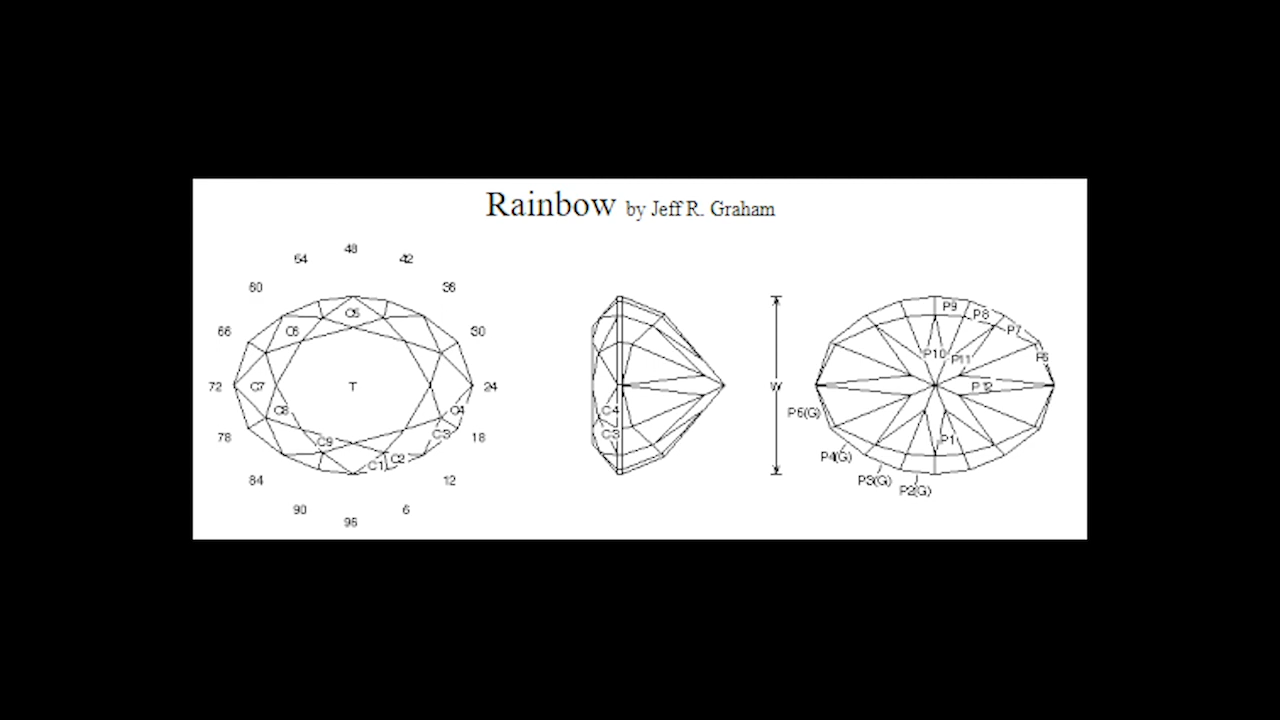 Rainbow by Jeff R. Graham
48
54 42
60 36
C5 P9
P8
C6 P7
66 30
P10 P11 P5
72 C7 T 24 W P12
C8 C4 C4 P6(G)
78 C9 C3 18 C3 P1
C1 C2 P4(G)
84 12 P3(G)
P2(G)
90 6
96